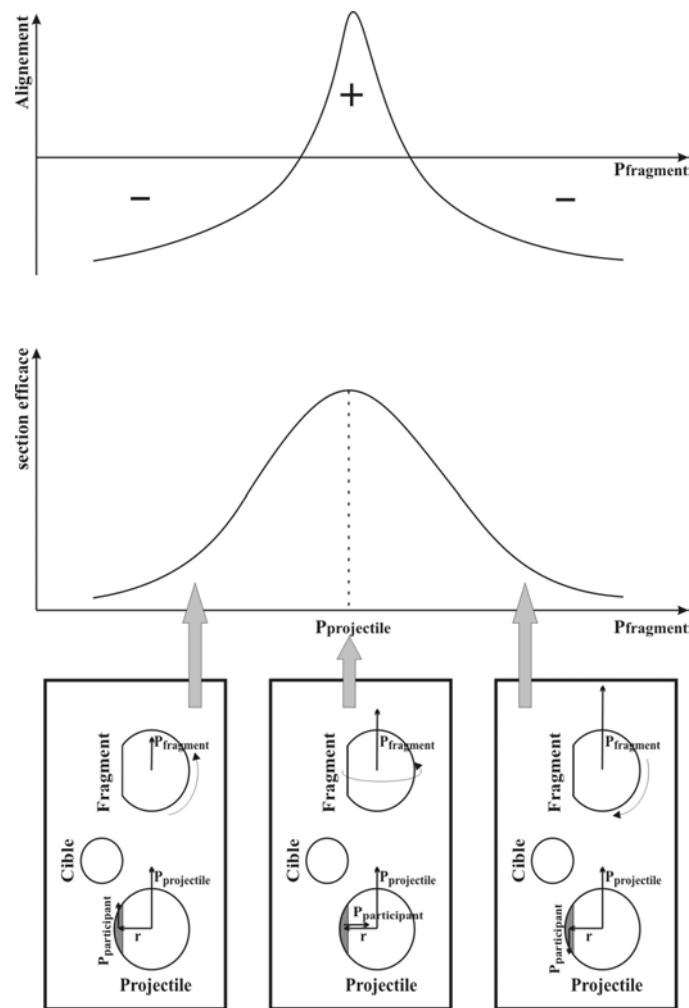 Alignement
+
−
−
Pfragment
section efficace
Pprojectile
Pfragment
Fragment
Pfragment
Cible
Pprojectile
Pparticipant
r
Projectile
Fragment
Pfragment
Cible
Pprojectile
Pparticipant
r
Projectile
Fragment
Pfragment
Cible
Pprojectile
Pparticipant
r
Projectile